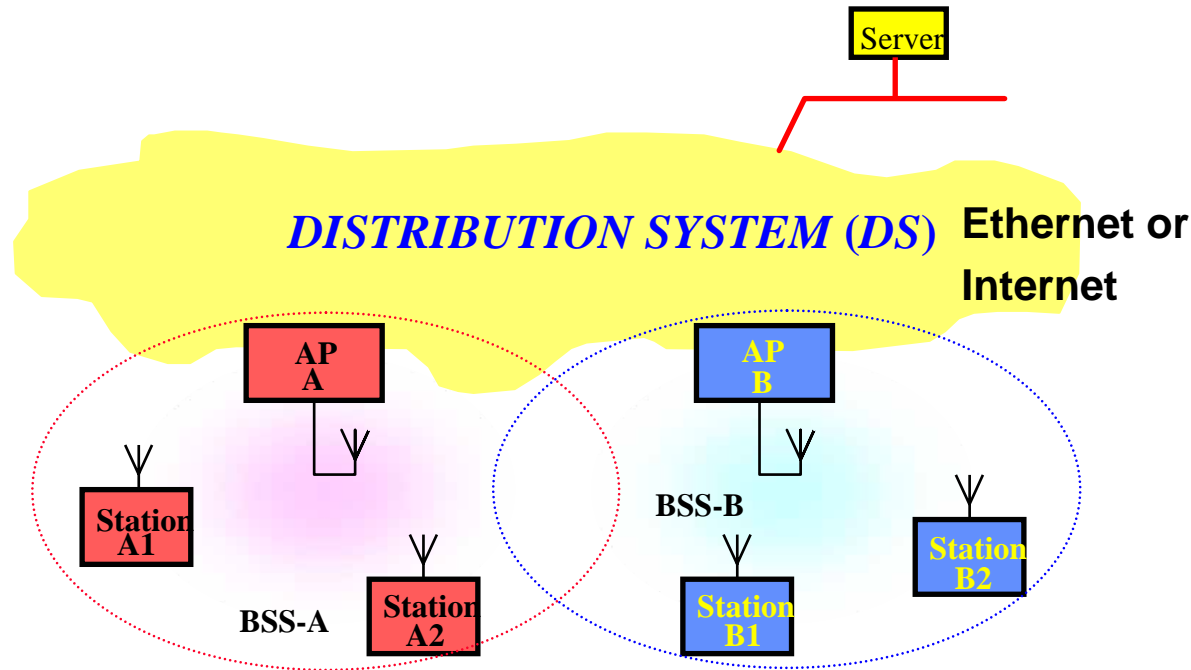 Server
DISTRIBUTION SYSTEM (DS)
Ethernet or
Internet
AP
A
AP
B
Station
A1
BSS-A
Station
A2
BSS-B
Station
B1
Station
B2